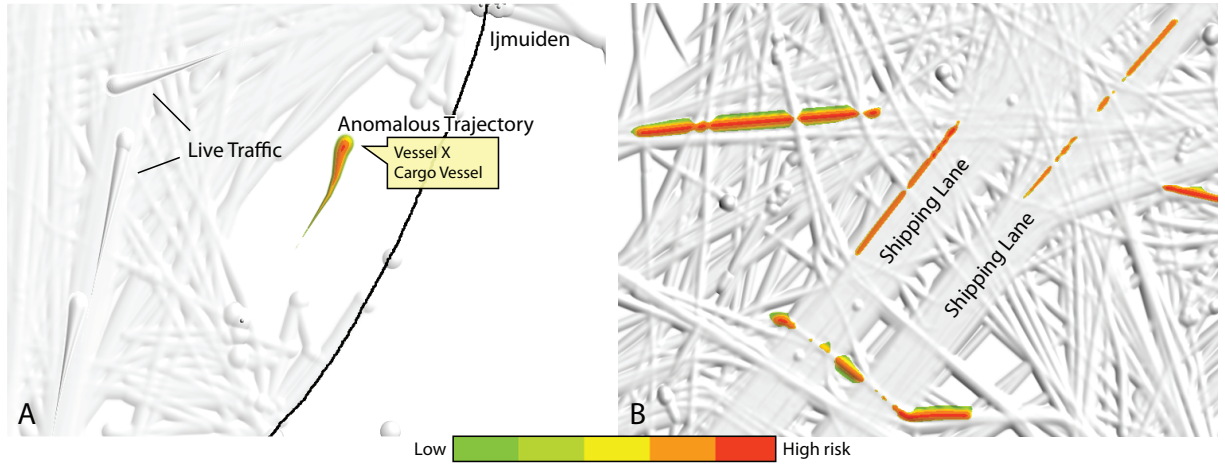 Ijmuiden
Anomalous Trajectory
Live Traffic
Vessel X
Cargo Vessel
A
Shipping Lane
Shipping Lane
B
Low
High risk